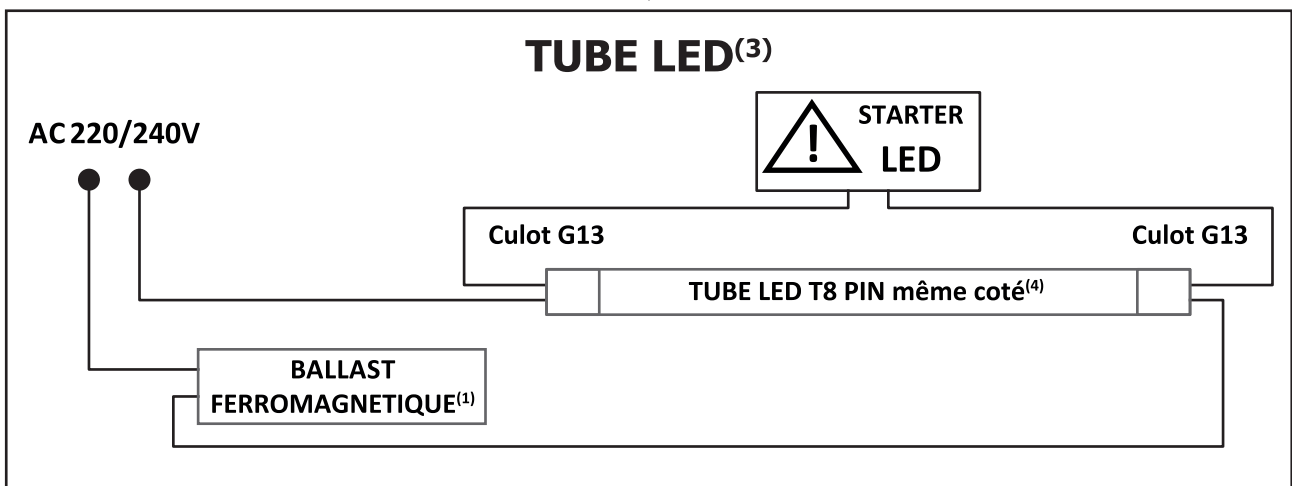 TUBE LED(3)
AC 220/240V
! STARTER
LED
Culot G13
Culot G13
TUBE LED T8 PIN même coté(4)
BALLAST
FERROMAGNETIQUE(1)